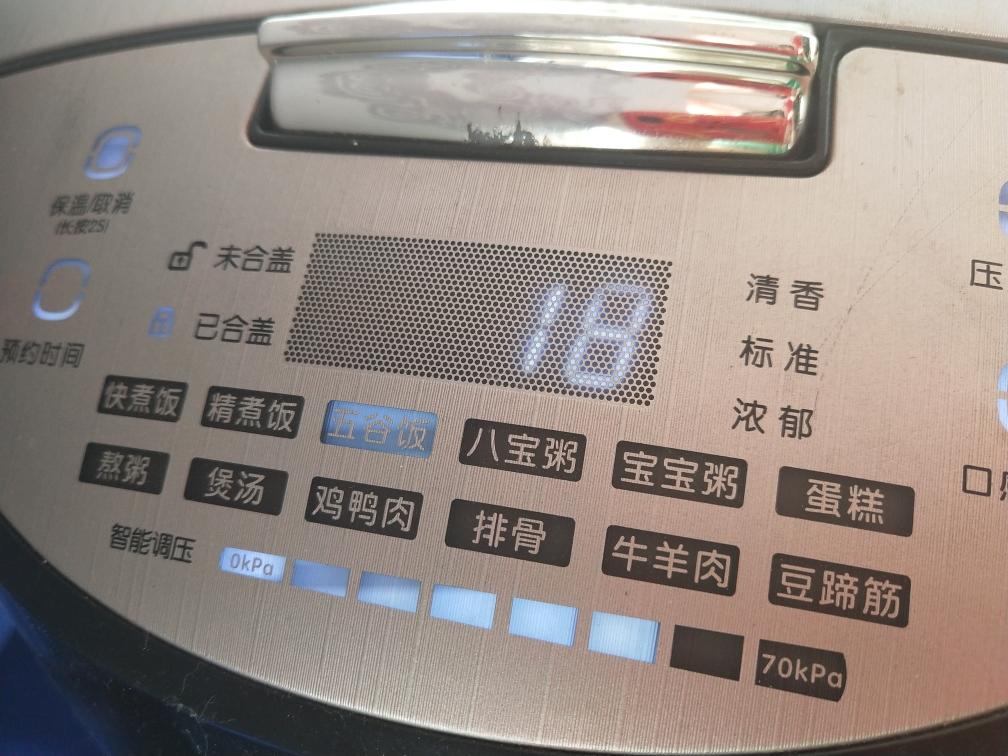 保温/取消
(长按2S)
未合盖
18
清香
压
预约时间
已合盖
标准
浓郁
快煮饭 精煮饭 五谷饭 八宝粥 宝宝粥 蛋糕
熬粥 煲汤 鸡鸭肉 排骨 牛羊肉 豆蹄筋
智能调压 0kPa 70kPa